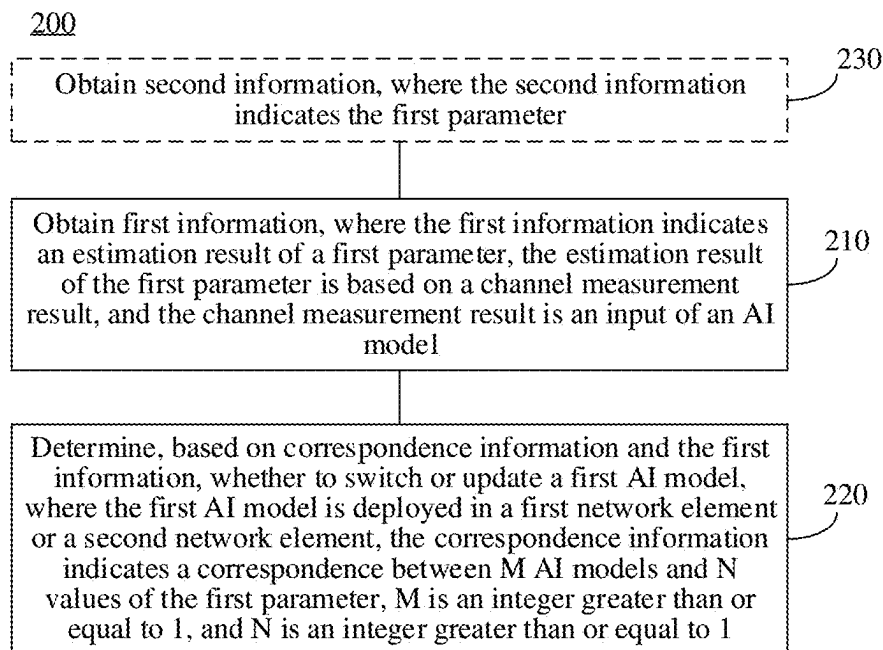 200
Obtain second information, where the second information
indicates the first parameter
230
Obtain first information, where the first information indicates
an estimation result of a first parameter, the estimation result
of the first parameter is based on a channel measurement
result, and the channel measurement result is an input of an AI
model
210
Determine, based on correspondence information and the first
information, whether to switch or update a first AI model,
where the first AI model is deployed in a first network element
or a second network element, the correspondence information
indicates a correspondence between M AI models and N
values of the first parameter, M is an integer greater than or
equal to 1, and N is an integer greater than or equal to 1
220